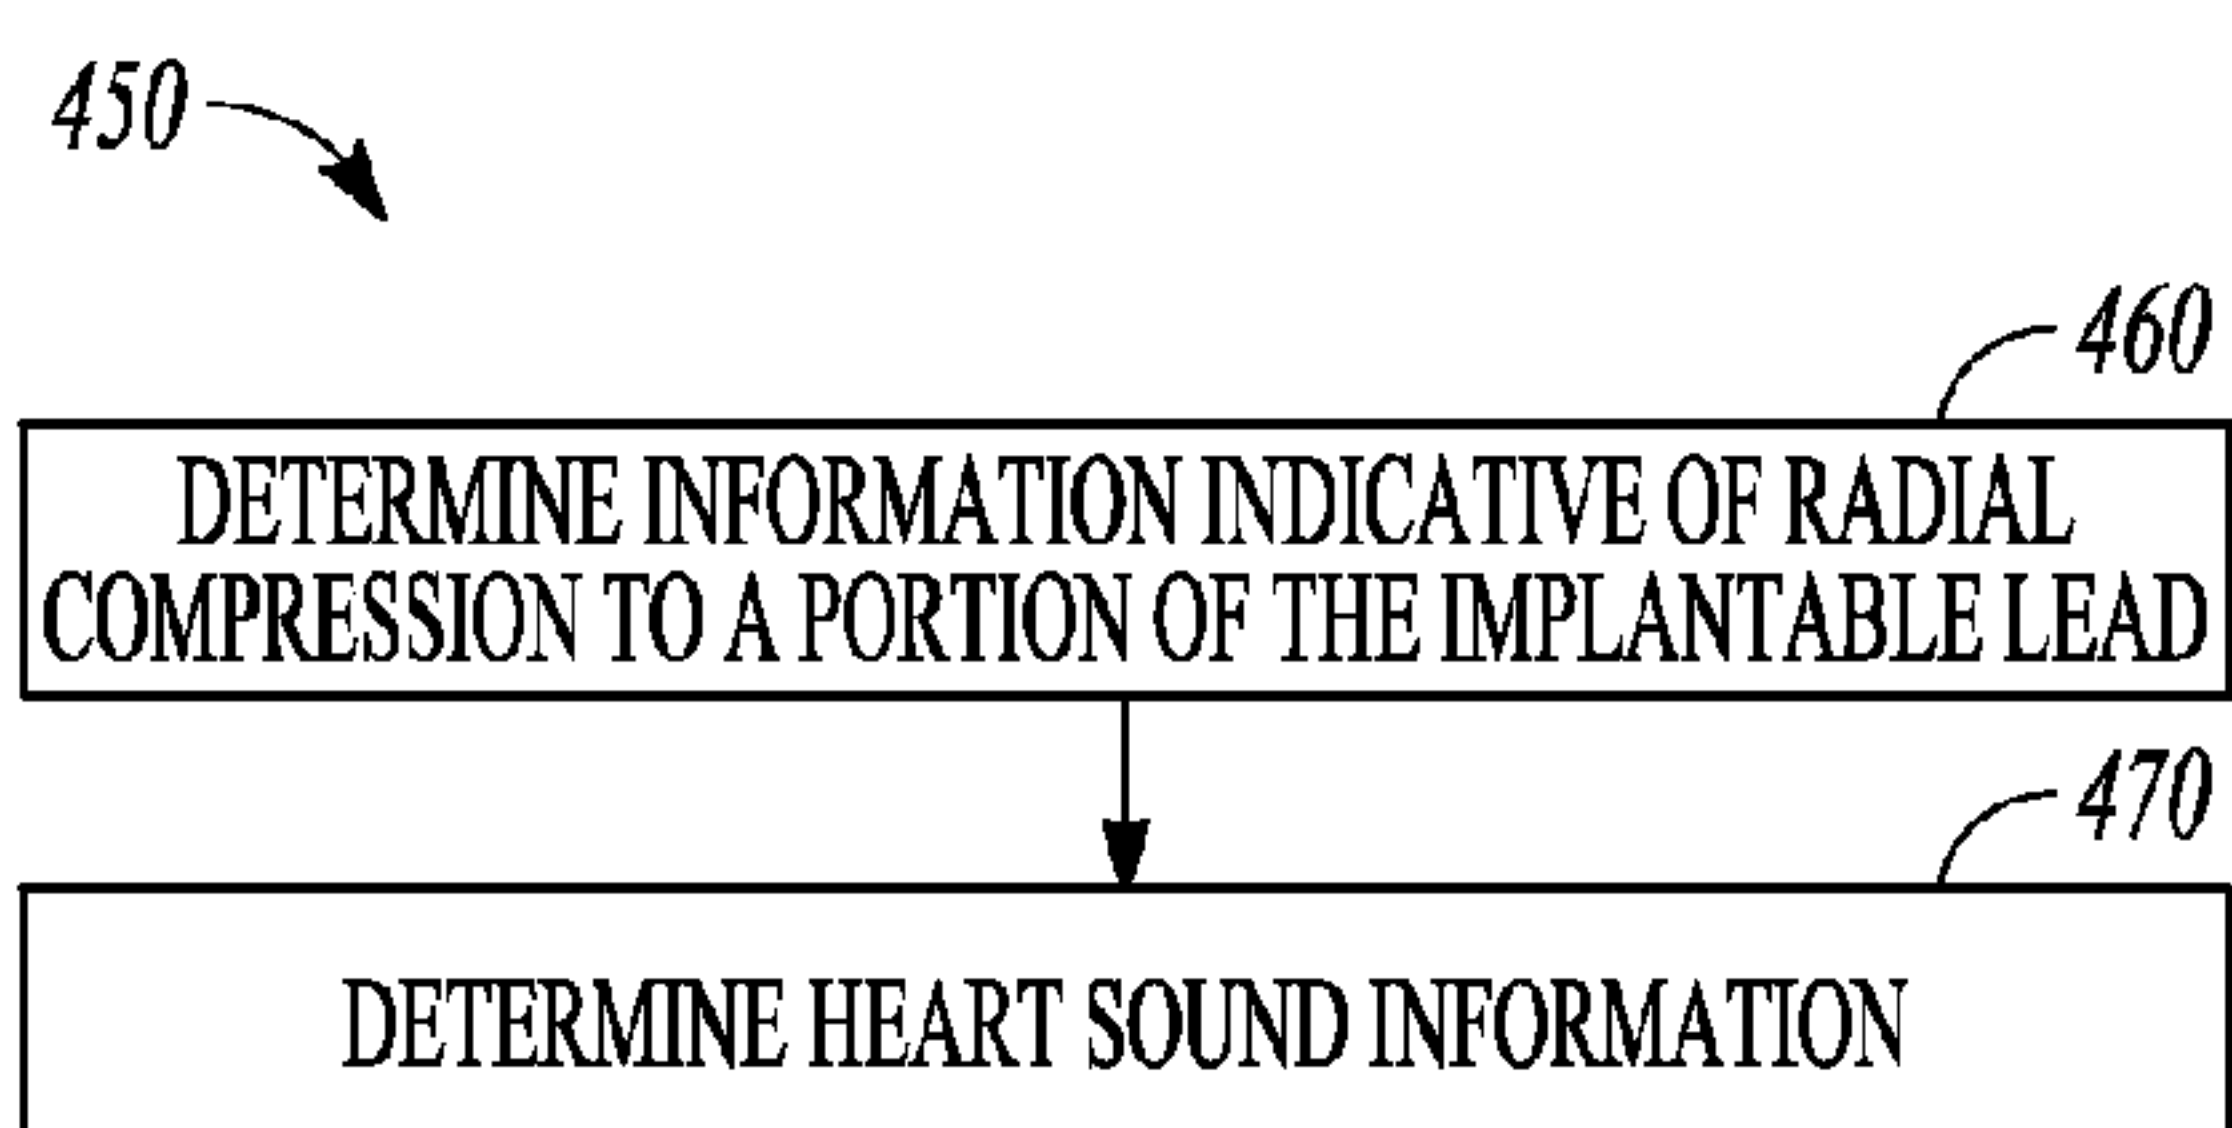 450
460
DETERMINE INFORMATION INDICATIVE OF RADIAL
COMPRESSION TO A PORTION OF THE IMPLANTABLE LEAD
470
DETERMINE HEART SOUND INFORMATION